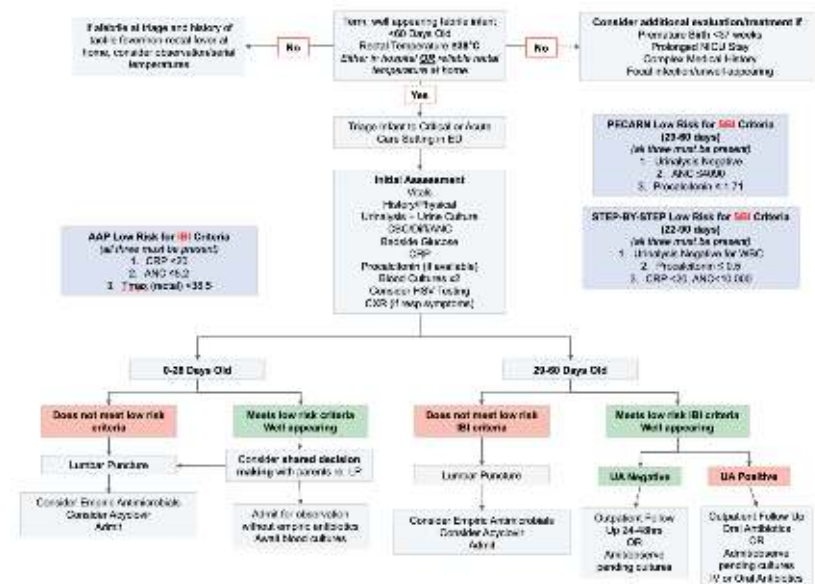 If afebrile at triage and history of
tactile fever/non-rectal fever at
home, consider observation/serial
temperatures
No
Term, well appearing febrile infant
<60 Days Old
Rectal Temperature ≥38°C
Either in hospital OR reliable rectal
temperature at home
No
Consider additional evaluation/treatment if
Premature Birth <37 weeks
Prolonged NICU Stay
Complex Medical History
Focal infection/unwell-appearing
Yes
Triage Infant to Critical or Acute
Care Setting in ED
PECARN Low Risk for SBI Criteria
(29-60 days)
(all three must be present)
1. Urinalysis Negative
2. ANC ≤4090
3. Procalcitonin ≤ 1.71
Initial Assessment
Vitals
History/Physical
Urinalysis + Urine Culture
CBC/Diff/ANC
Bedside Glucose
CRP
Procalcitonin (if available)
Blood Cultures x2
Consider HSV Testing
CXR (if resp symptoms)
AAP Low Risk for IBI Criteria
(all three must be present)
1. CRP <20
2. ANC <5.2
3. Tmax (rectal) <38.5
STEP-BY-STEP Low Risk for SBI Criteria
(22-90 days)
(all three must be present)
1. Urinalysis Negative for WBC
2. Procalcitonin ≤ 0.5
3. CRP <20, ANC<10,000
0-28 Days Old
29-60 Days Old
Does not meet low risk
criteria
Meets low risk criteria
Well appearing
Does not meet low risk
IBI criteria
Meets low risk IBI criteria
Well appearing
Lumbar Puncture
Consider shared decision
making with parents re: LP
Lumbar Puncture
UA Negative
UA Positive
Consider Empiric Antimicrobials
Consider Acyclovir
Admit
Admit for observation
without empiric antibiotics
Await blood cultures
Consider Empiric Antimicrobials
Consider Acyclovir
Admit
Outpatient Follow
Up 24-48hrs
OR
Admit/observe
pending cultures
Outpatient Follow Up
Oral Antibiotics
OR
Admit/observe
pending cultures
IV or Oral Antibiotics